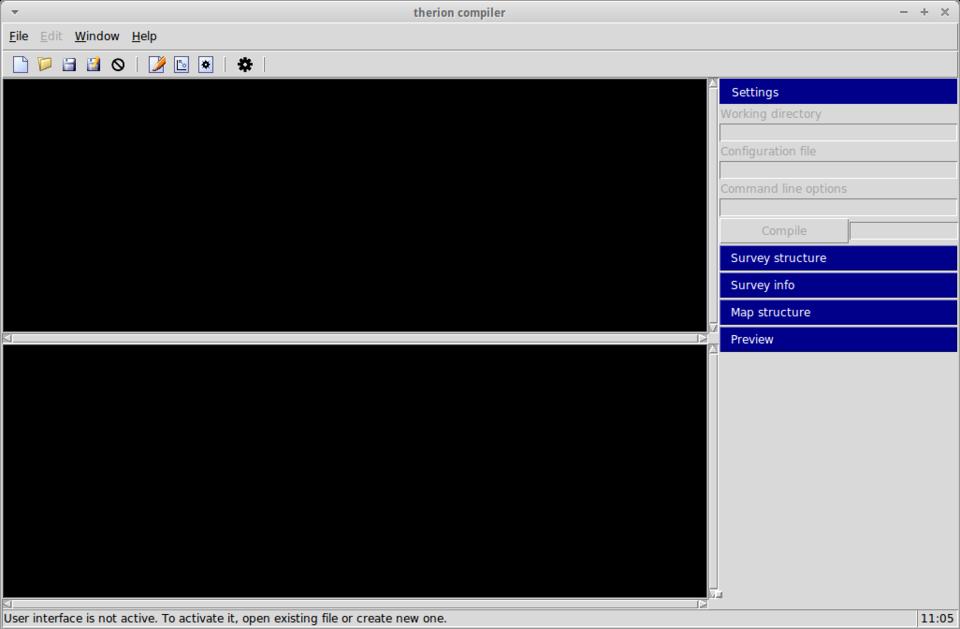 therion compiler
File Edit Window Help
Settings
Working directory
Configuration file
Command line options
Compile
Survey structure
Survey info
Map structure
Preview
User interface is not active. To activate it, open existing file or create new one. 11:05